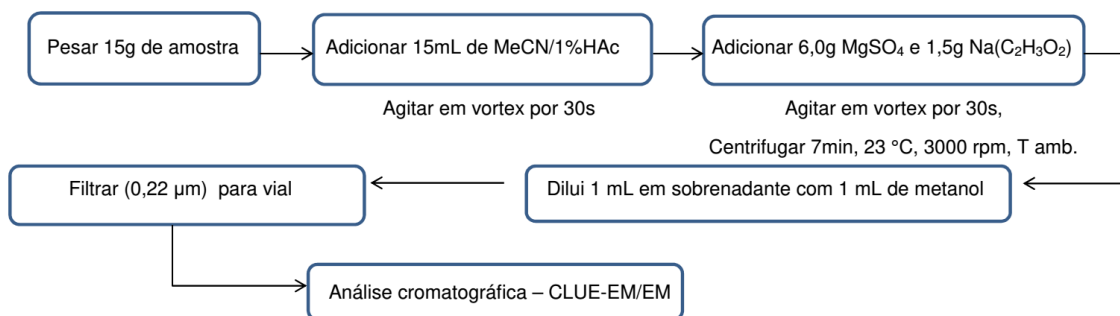 Pesar 15g de amostra
Adicionar 15mL de MeCN/1%HAc
Agitar em vortex por 30s
Adicionar 6,0g MgSO₄ e 1,5g Na(C₂H₃O₂)
Agitar em vortex por 30s,
Centrifugar 7min, 23 °C, 3000 rpm, T amb.
Dilui 1 mL em sobrenadante com 1 mL de metanol
Filtrar (0,22 µm) para vial
Análise cromatográfica – CLUE-EM/EM